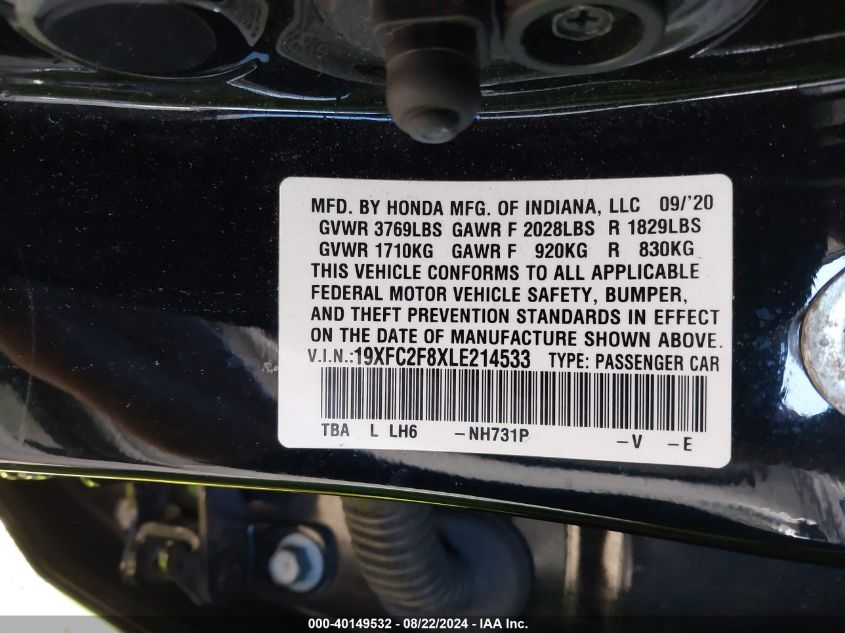 MFD. BY HONDA MFG. OF INDIANA, LLC 09/'20
GVWR 3769LBS GAWR F 2028LBS R 1829LBS
GVWR 1710KG GAWR F 920KG R 830KG
THIS VEHICLE CONFORMS TO ALL APPLICABLE
FEDERAL MOTOR VEHICLE SAFETY, BUMPER,
AND THEFT PREVENTION STANDARDS IN EFFECT
ON THE DATE OF MANUFACTURE SHOWN ABOVE.
V.I.N.:19XFC2F8XLE214533 TYPE: PASSENGER CAR
TBA L LH6 -NH731P -V -E
000-40149532 - 08/22/2024 - IAA Inc.